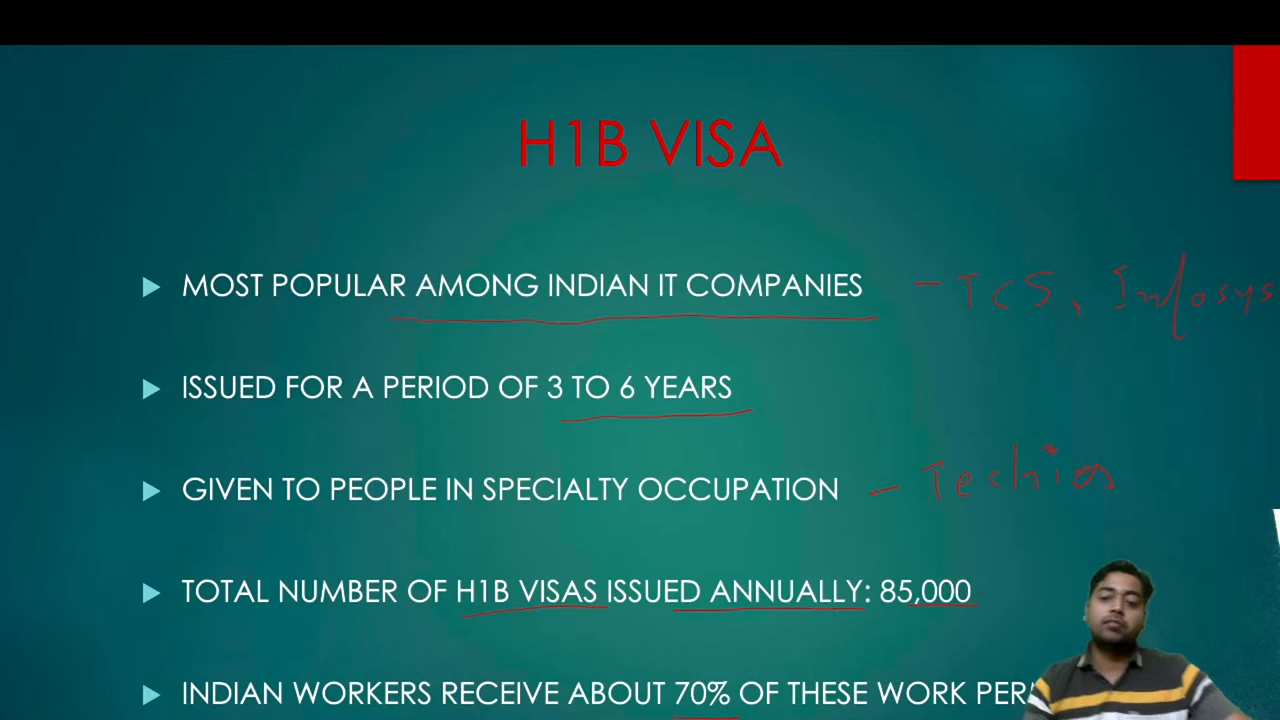 H1B VISA
MOST POPULAR AMONG INDIAN IT COMPANIES - TCS, Infosys
ISSUED FOR A PERIOD OF 3 TO 6 YEARS
GIVEN TO PEOPLE IN SPECIALTY OCCUPATION - Techies
TOTAL NUMBER OF H1B VISAS ISSUED ANNUALLY: 85,000
INDIAN WORKERS RECEIVE ABOUT 70% OF THESE WORK